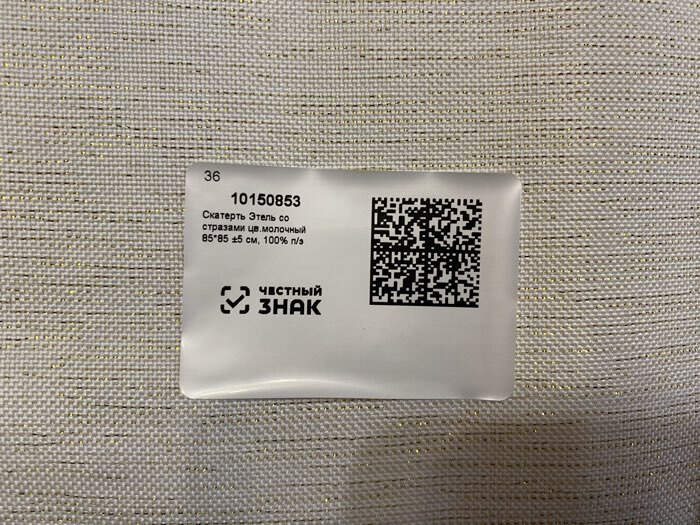 36
10150853
Скатерть Этель со
стразами цв.молочный
85*85 ±5 см, 100% п/э
ЧЕСТНЫЙ
ЗНАК